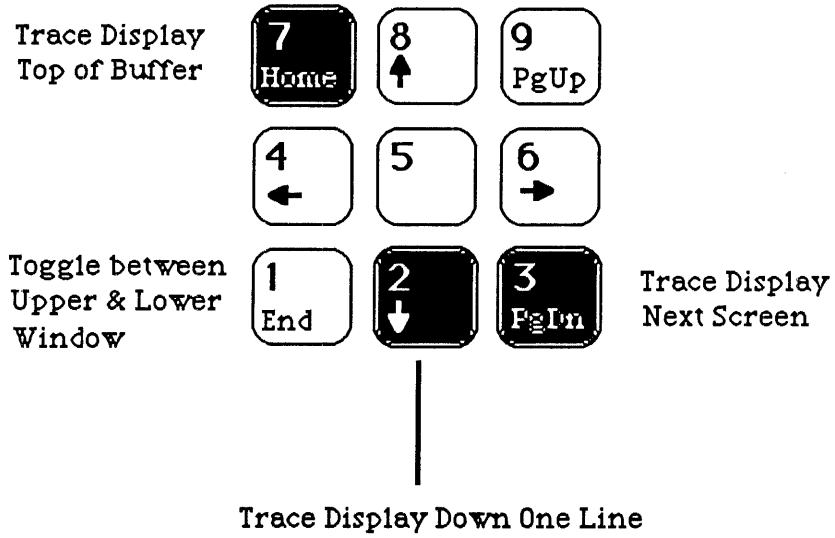 Trace Display
Top of Buffer
7
Home
8
9
PgUp
4
5
6
Toggle between
Upper & Lower
Window
1
End
2
3
PgDn
Trace Display
Next Screen
Trace Display Down One Line